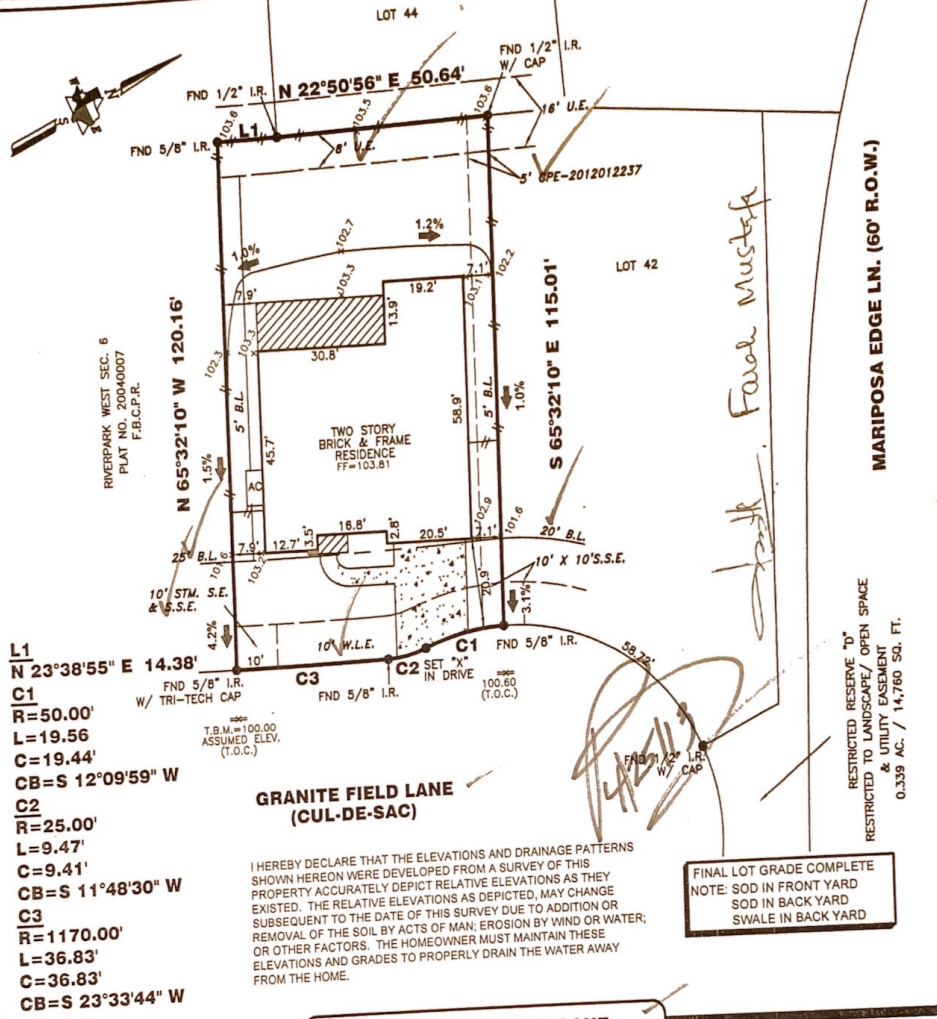 LOT 44
FND 1/2" I.R.
W/ CAP
N 22°50'56" E 50.64'
FND 1/2" I.R.
103.6
103.5
103.6
16' U.E.
L1
FND 5/8" I.R.
8' U.E.
5' GPE-2012012237
1.2%
102.7
1.0%
102.2
LOT 42
7.1'
103.1
19.2'
103.3
7.9'
13.9'
30.8'
103.3
102.3
N 65°32'10" W 120.16'
S 65°32'10" E 115.01'
MARIPOSA EDGE LN. (60' R.O.W.)
Farah Mustafa
RIVERPARK WEST SEC. 6
PLAT NO. 20040007
F.B.C.P.R.
5' B.L.
45.7'
58.9'
5' B.L.
1.0%
TWO STORY
BRICK & FRAME
RESIDENCE
FF=103.81
1.5%
AC
102.9
101.6
16.8'
3.5'
2.8'
20.5'
7.1'
20' B.L.
25' B.L.
7.9'
12.7'
101.6
103.2
10' X 10'S.S.E.
10' STM. S.E.
& S.S.E.
20.9'
3.1%
4.2%
10'
10' W.L.E.
C3
C2
C1
SET "X"
IN DRIVE
FND 5/8" I.R.
58.72'
FND 5/8" I.R.
W/ TRI-TECH CAP
FND 5/8" I.R.
100.60
(T.O.C.)
T.B.M.=100.00
ASSUMED ELEV.
(T.O.C.)
FND 1/2" I.R.
W/ CAP
4/25/13
RESTRICTED RESERVE "D"
RESTRICTED TO LANDSCAPE/ OPEN SPACE
& UTILITY EASEMENT
0.339 AC. / 14,760 SQ. FT.
L1
N 23°38'55" E 14.38'
C1
R=50.00'
L=19.56
C=19.44'
CB=S 12°09'59" W
C2
R=25.00'
L=9.47'
C=9.41'
CB=S 11°48'30" W
C3
R=1170.00'
L=36.83'
C=36.83'
CB=S 23°33'44" W
GRANITE FIELD LANE
(CUL-DE-SAC)
I HEREBY DECLARE THAT THE ELEVATIONS AND DRAINAGE PATTERNS
SHOWN HEREON WERE DEVELOPED FROM A SURVEY OF THIS
PROPERTY ACCURATELY DEPICT RELATIVE ELEVATIONS AS THEY
EXISTED. THE RELATIVE ELEVATIONS AS DEPICTED, MAY CHANGE
SUBSEQUENT TO THE DATE OF THIS SURVEY DUE TO ADDITION OR
REMOVAL OF THE SOIL BY ACTS OF MAN; EROSION BY WIND OR WATER;
OR OTHER FACTORS. THE HOMEOWNER MUST MAINTAIN THESE
ELEVATIONS AND GRADES TO PROPERLY DRAIN THE WATER AWAY
FROM THE HOME.
FINAL LOT GRADE COMPLETE
NOTE: SOD IN FRONT YARD
SOD IN BACK YARD
SWALE IN BACK YARD